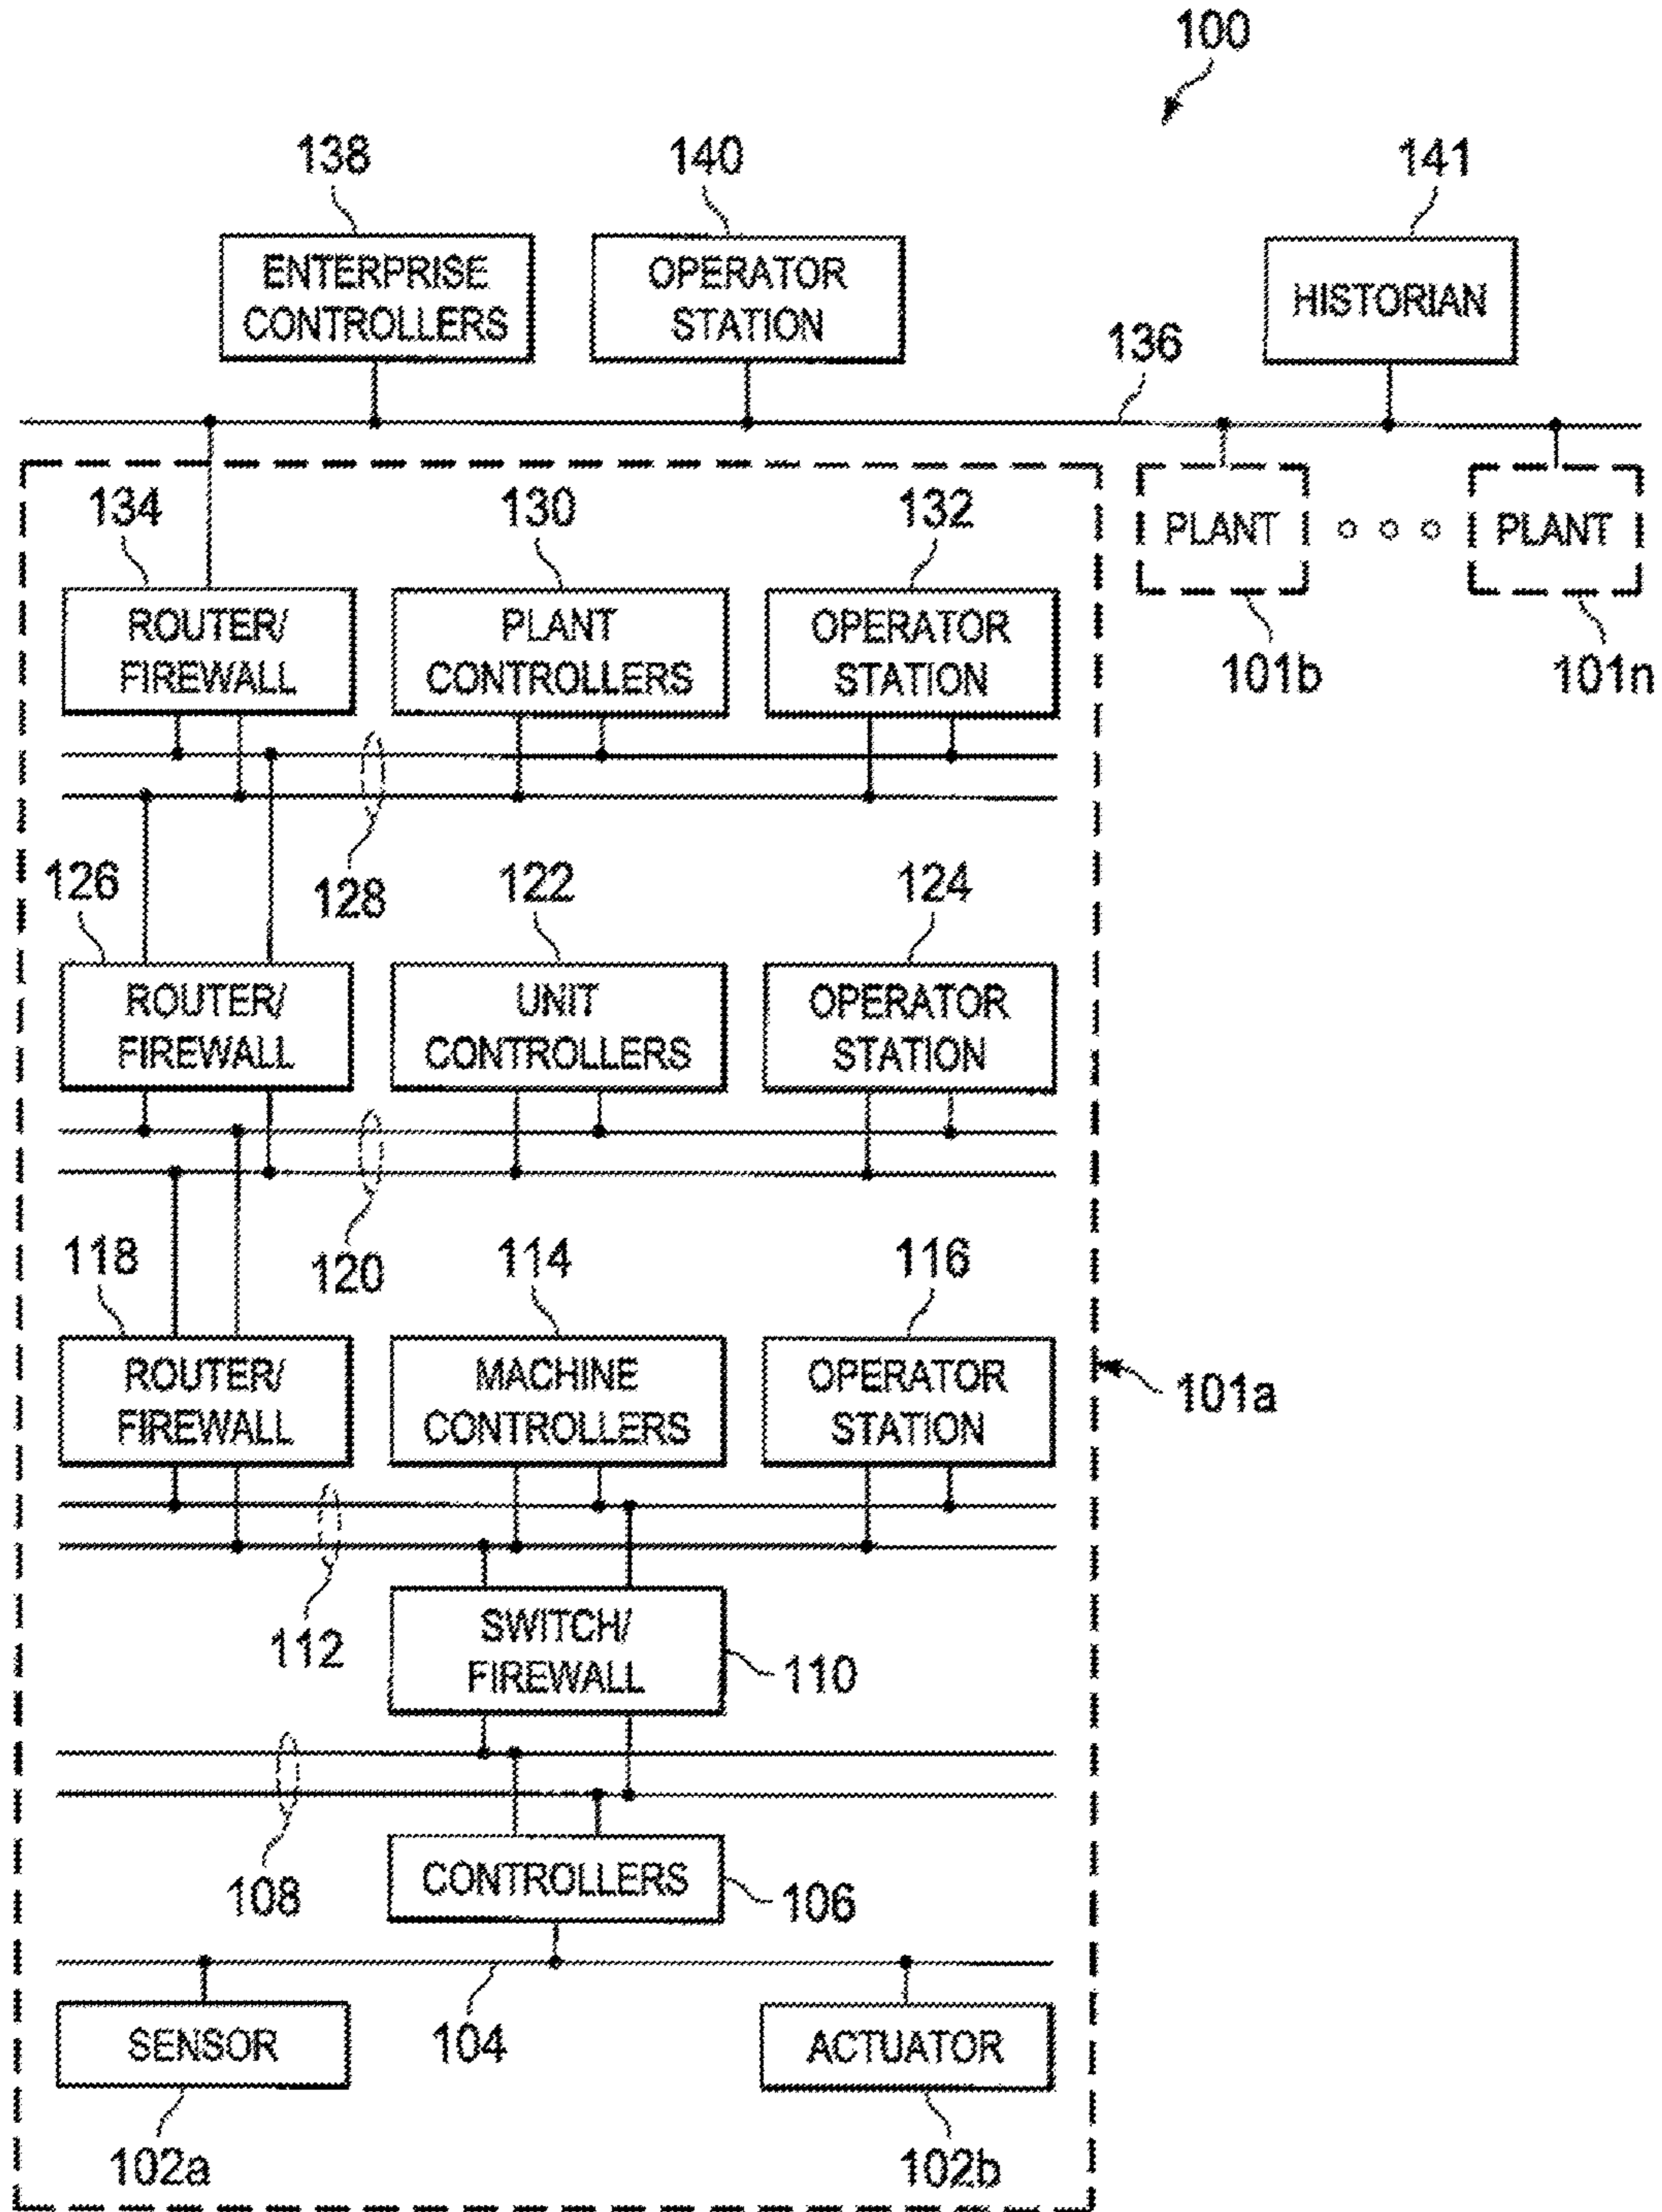 100
138
140
141
ENTERPRISE
CONTROLLERS
OPERATOR
STATION
HISTORIAN
136
134
130
132
PLANT
PLANT
ROUTER/
FIREWALL
PLANT
CONTROLLERS
OPERATOR
STATION
101b
101n
126
128
122
124
ROUTER/
FIREWALL
UNIT
CONTROLLERS
OPERATOR
STATION
118
120
114
116
ROUTER/
FIREWALL
MACHINE
CONTROLLERS
OPERATOR
STATION
101a
112
SWITCH/
FIREWALL
110
108
CONTROLLERS
106
SENSOR
104
ACTUATOR
102a
102b